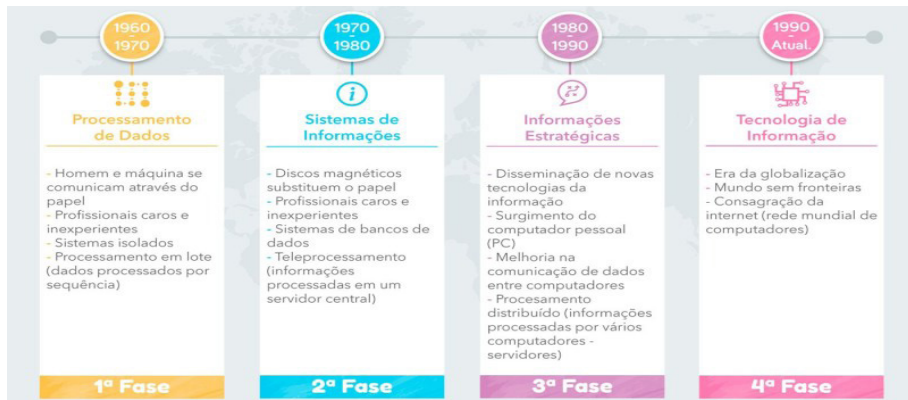 1960
-
1970
Processamento
de Dados
- Homem e máquina se
comunicam através do
papel
- Profissionais caros e
inexperientes
- Sistemas isolados
- Processamento em lote
(dados processados por
sequência)
1ª Fase
1970
-
1980
Sistemas de
Informações
- Discos magnéticos
substituem o papel
- Profissionais caros e
inexperientes
- Sistemas de bancos de
dados
- Teleprocessamento
(informações
processadas em um
servidor central)
2ª Fase
1980
-
1990
Informações
Estratégicas
- Disseminação de novas
tecnologias da
informação
- Surgimento do
computador pessoal
(PC)
- Melhoria na
comunicação de dados
entre computadores
- Procesamento
distribuído (informações
processadas por vários
computadores -
servidores)
3ª Fase
1990
-
Atual.
Tecnologia de
Informação
- Era da globalização
- Mundo sem fronteiras
- Consagração da
internet (rede mundial de
computadores)
4ª Fase